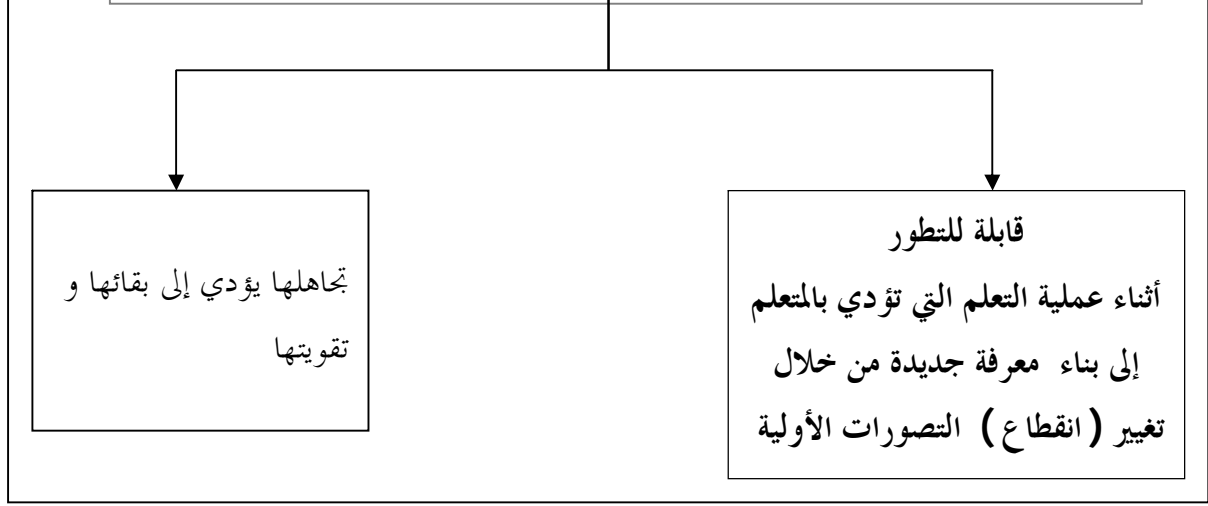 قابلة للتطور
أثناء عملية التعلم التي تؤدي بالمتعلم
إلى بناء معرفة جديدة من خلال
تغيير ( انقطاع ) التصورات الأولية
تجاهلها يؤدي إلى بقائها و
تقويتها